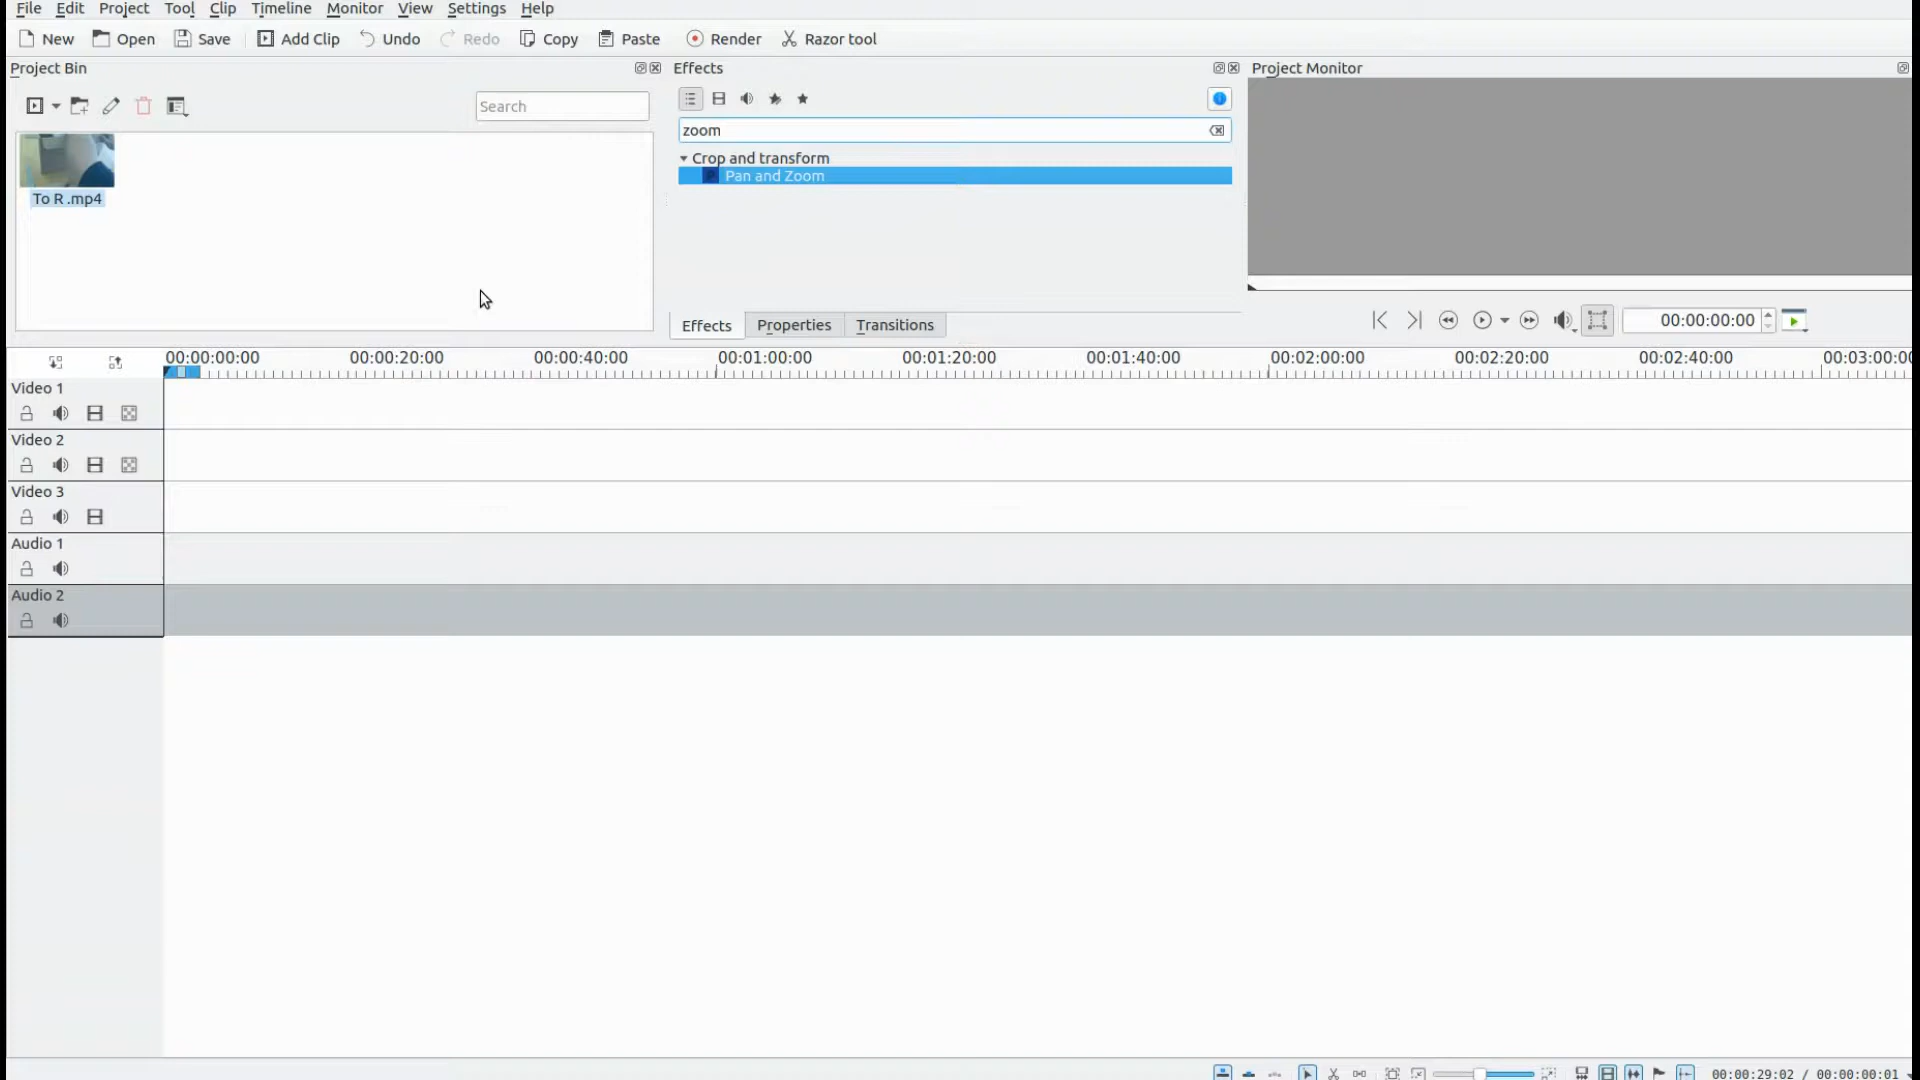 File Edit Project Tool Clip Timeline Monitor View Settings Help
New Open Save Add Clip Undo Redo Copy Paste Render Razor tool
Project Bin Effects Project Monitor
Search
zoom
Crop and transform
Pan and Zoom
To R .mp4
Effects Properties Transitions
00:00:00:00
00:00:00:00 00:00:20:00 00:00:40:00 00:01:00:00 00:01:20:00 00:01:40:00 00:02:00:00 00:02:20:00 00:02:40:00 00:03:00:0
Video 1
Video 2
Video 3
Audio 1
Audio 2
00:00:29:02 / 00:00:00:01